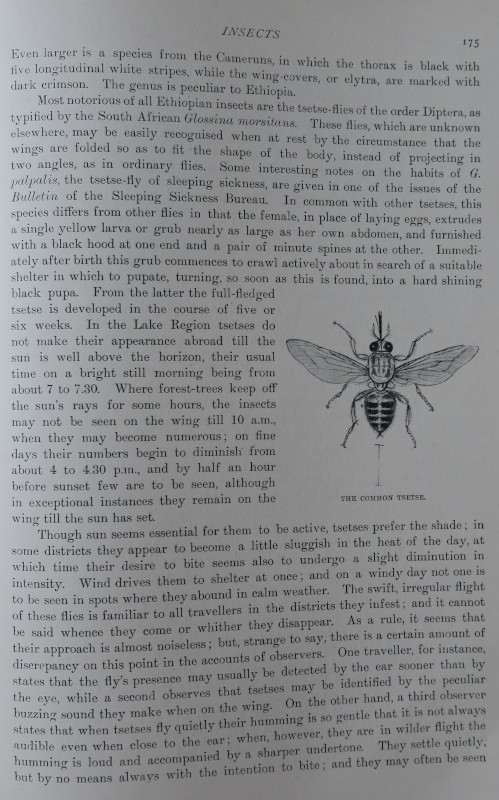 INSECTS
175
Even larger is a species from the Cameruns, in which the thorax is black with
five longitudinal white stripes, while the wing-covers, or elytra, are marked with
dark crimson. The genus is peculiar to Ethiopia.
Most notorious of all Ethiopian insects are the tsetse-flies of the order Diptera, as
typified by the South African Glossina morsitans. These flies, which are unknown
elsewhere, may be easily recognised when at rest by the circumstance that the
wings are folded so as to fit the shape of the body, instead of projecting in
two angles, as in ordinary flies. Some interesting notes on the habits of G.
palpalis, the tsetse-fly of sleeping sickness, are given in one of the issues of the
Bulletin of the Sleeping Sickness Bureau. In common with other tsetses, this
species differs from other flies in that the female, in place of laying eggs, extrudes
a single yellow larva or grub nearly as large as her own abdomen, and furnished
with a black hood at one end and a pair of minute spines at the other. Immedi-
ately after birth this grub commences to crawl actively about in search of a suitable
shelter in which to pupate, turning, so soon as this is found, into a hard shining
black pupa. From the latter the full-fledged
tsetse is developed in the course of five or
six weeks. In the Lake Region tsetses do
not make their appearance abroad till the
sun is well above the horizon, their usual
time on a bright still morning being from
about 7 to 7.30. Where forest-trees keep off
the sun's rays for some hours, the insects
may not be seen on the wing till 10 a.m.,
when they may become numerous; on fine
days their numbers begin to diminish from
about 4 to 4.30 p.m., and by half an hour
before sunset few are to be seen, although
in exceptional instances they remain on the
wing till the sun has set.
THE COMMON TSETSE.
Though sun seems essential for them to be active, tsetses prefer the shade; in
some districts they appear to become a little sluggish in the heat of the day, at
which time their desire to bite seems also to undergo a slight diminution in
intensity. Wind drives them to shelter at once; and on a windy day not one is
to be seen in spots where they abound in calm weather. The swift, irregular flight
of these flies is familiar to all travellers in the districts they infest; and it cannot
be said whence they come or whither they disappear. As a rule, it seems that
their approach is almost noiseless; but, strange to say, there is a certain amount of
discrepancy on this point in the accounts of observers. One traveller, for instance,
states that the fly's presence may usually be detected by the ear sooner than by
the eye, while a second observes that tsetses may be identified by the peculiar
buzzing sound they make when on the wing. On the other hand, a third observer
states that when tsetses fly quietly their humming is so gentle that it is not always
audible even when close to the ear; when, however, they are in wilder flight the
humming is loud and accompanied by a sharper undertone. They settle quietly,
but by no means always with the intention to bite; and they may often be seen